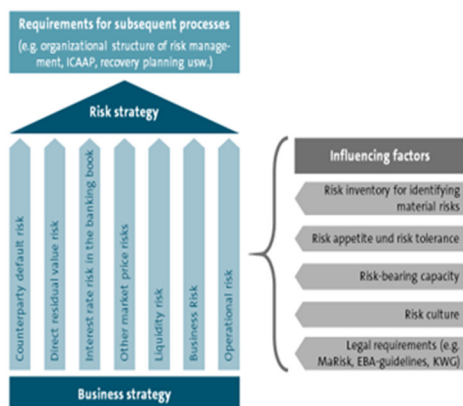 Requirements for subsequent processes
(e.g. organizational structure of risk manage-
ment, ICAAP, recovery planning usw.)
Risk strategy
Counterparty default risk
Direct residual value risk
Interest rate risk in the banking book
Other market price risks
Liquidity risk
Business Risk
Operational risk
Business strategy
Influencing factors
Risk inventory for identifying
material risks
Risk appetite und risk tolerance
Risk-bearing capacity
Risk culture
Legal requirements (e.g.
MaRisk, EBA-guidelines, KWG)